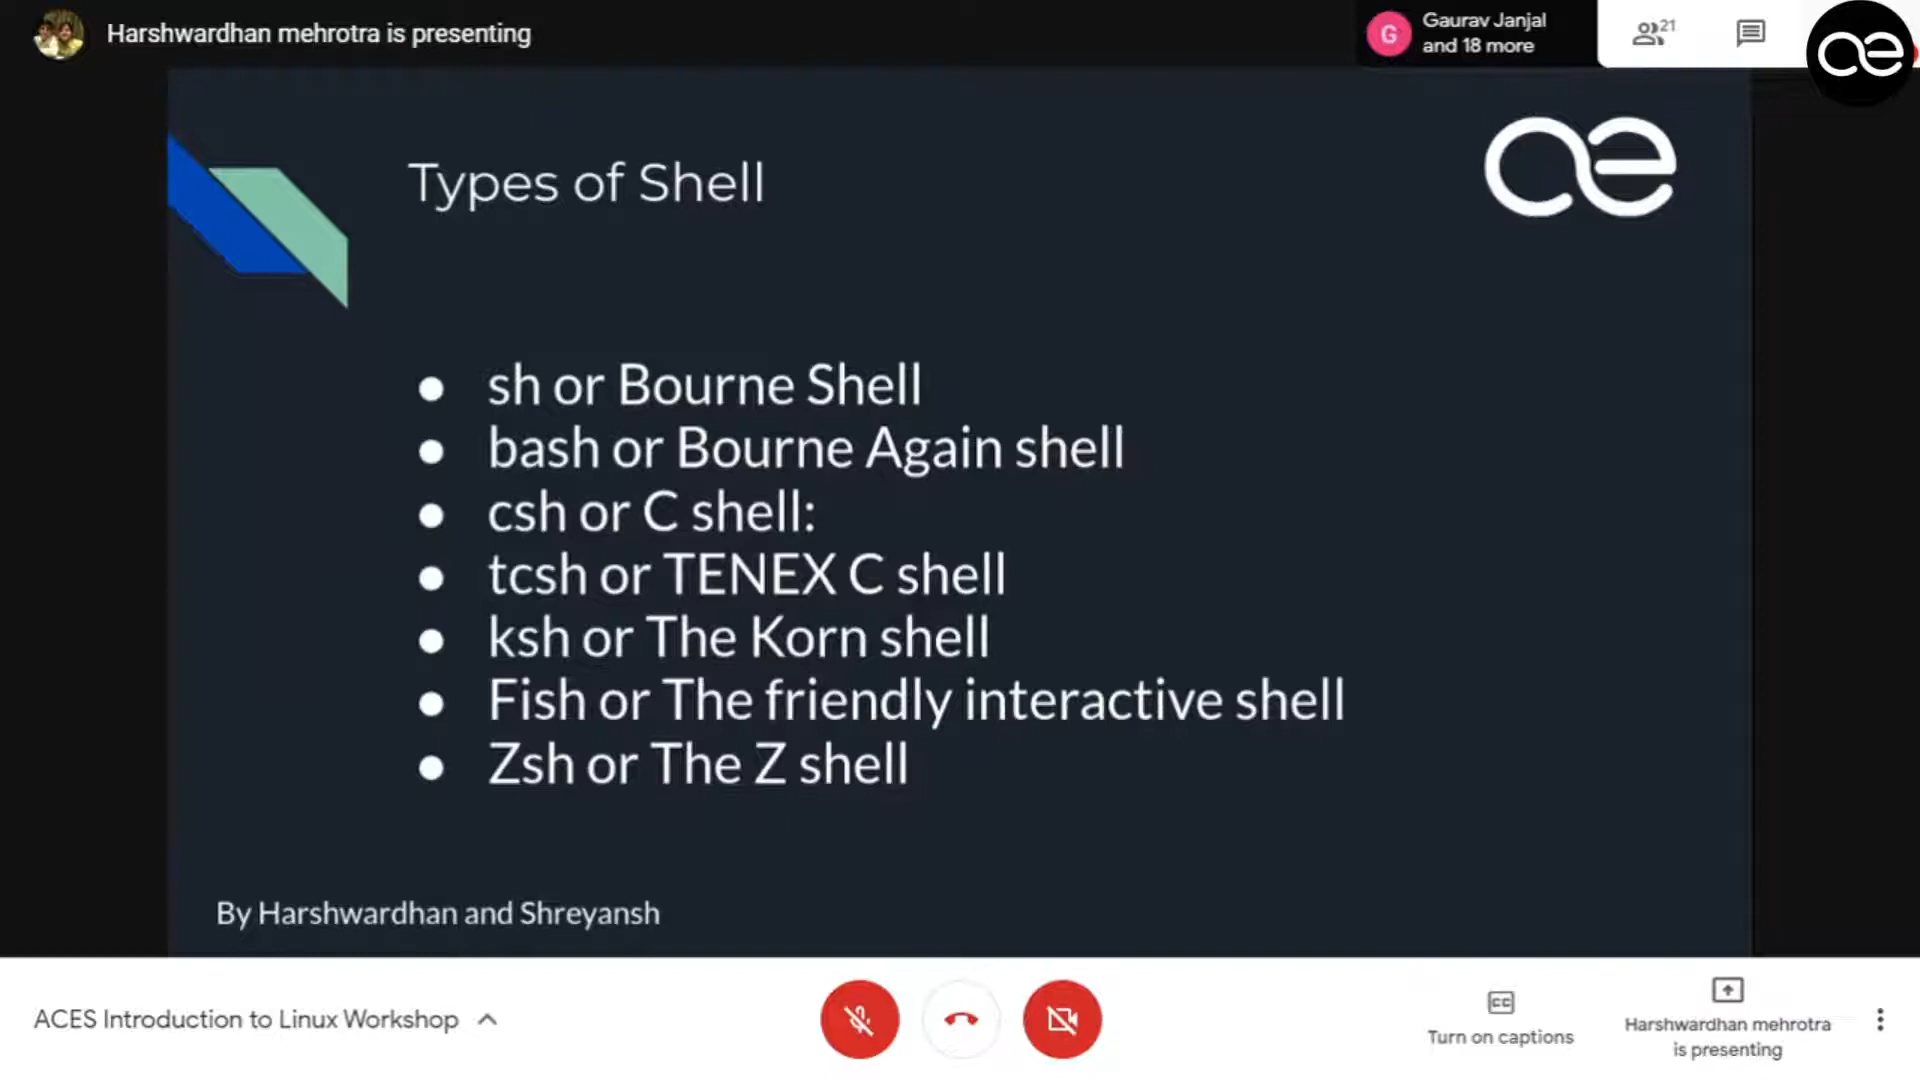 Harshwardhan mehrotra is presenting
G
Gaurav Janjal
and 18 more
21
Types of Shell
sh or Bourne Shell
bash or Bourne Again shell
csh or C shell:
tcsh or TENEX C shell
ksh or The Korn shell
Fish or The friendly interactive shell
Zsh or The Z shell
By Harshwardhan and Shreyansh
ACES Introduction to Linux Workshop
CC
Turn on captions
Harshwardhan mehrotra
is presenting